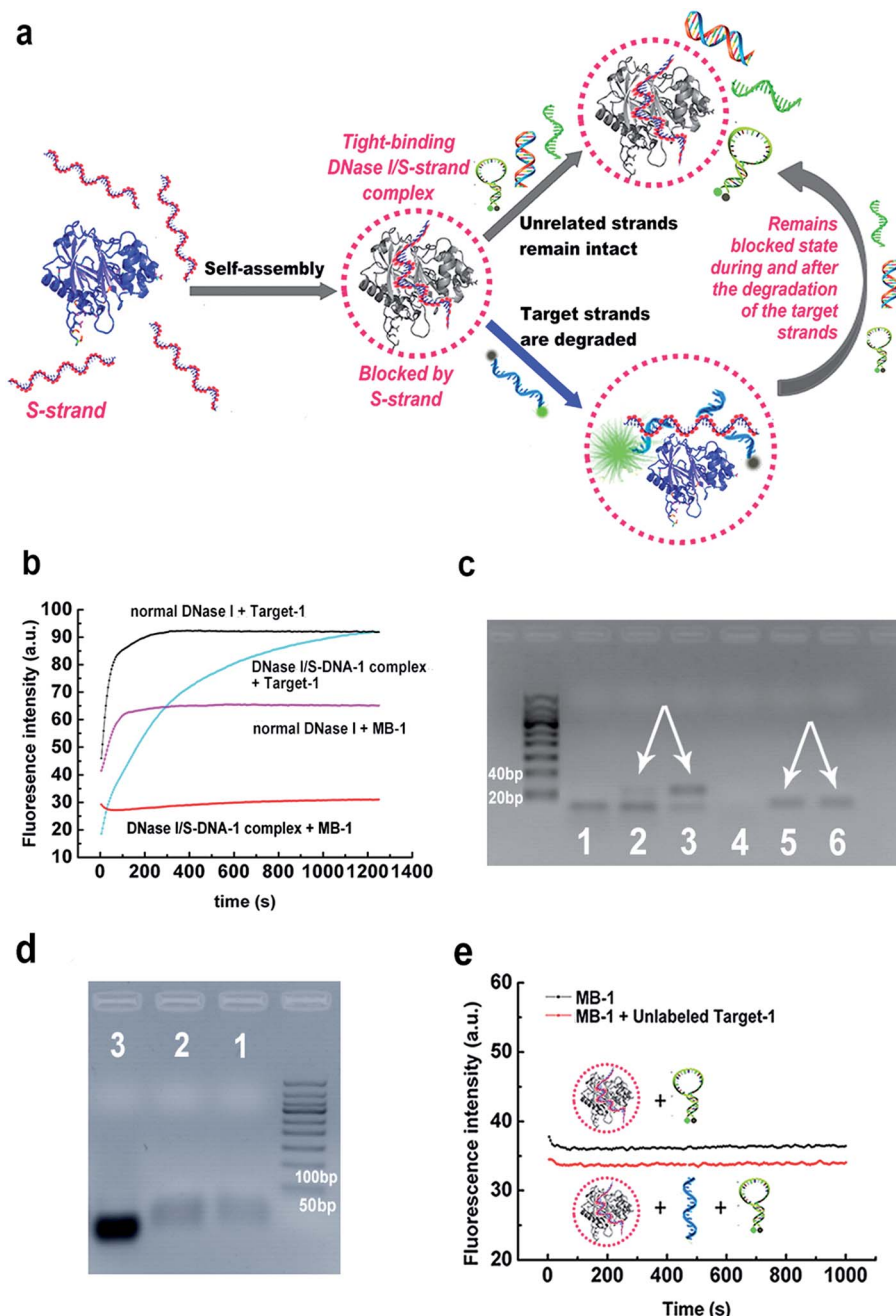 a
Tight-binding
DNase I/S-strand
complex
Self-assembly
Unrelated strands
remain intact
Remains
blocked state
during and after
the degradation
of the target
strands
Target strands
are degraded
Blocked by
S-strand
S-strand
b
Fluoresence intensity (a.u.)
100
90
80
70
60
50
40
30
20
10
normal DNase I + Target-1
DNase I/S-DNA-1 complex
+ Target-1
normal DNase I + MB-1
DNase I/S-DNA-1 complex + MB-1
0 200 400 600 800 1000 1200 1400
time (s)
c
40bp
20bp
1 2 3 4 5 6
d
3 2 1
100bp
50bp
e
Fluorescence intensity (a.u.)
60
50
40
30
20
MB-1
MB-1 + Unlabeled Target-1
+
+ +
0 200 400 600 800 1000
Time (s)